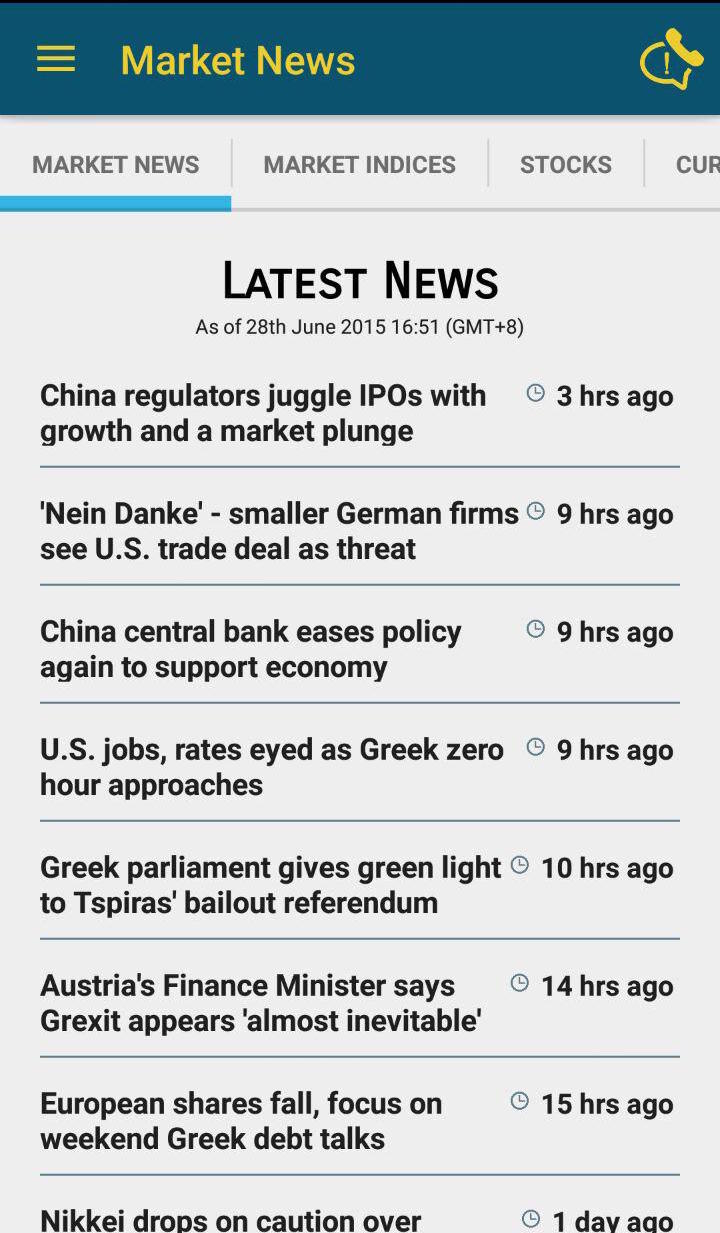 Market News
MARKET NEWS
MARKET INDICES
STOCKS
CUR
LATEST NEWS
As of 28th June 2015 16:51 (GMT+8)
China regulators juggle IPOs with
growth and a market plunge
3 hrs ago
'Nein Danke' - smaller German firms
see U.S. trade deal as threat
9 hrs ago
China central bank eases policy
again to support economy
9 hrs ago
U.S. jobs, rates eyed as Greek zero
hour approaches
9 hrs ago
Greek parliament gives green light
to Tspiras' bailout referendum
10 hrs ago
Austria's Finance Minister says
Grexit appears 'almost inevitable'
14 hrs ago
European shares fall, focus on
weekend Greek debt talks
15 hrs ago
Nikkei drops on caution over
1 day ago